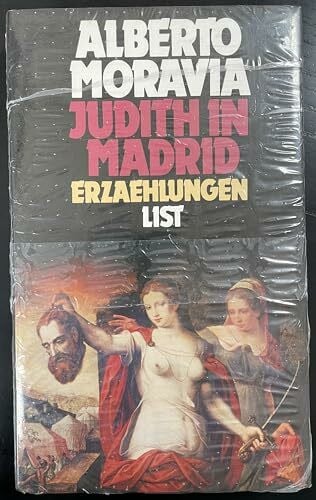 ALBERTO
MORAVIA
JUDITH IN
MADRID
ERZAEHLUNGEN
LIST